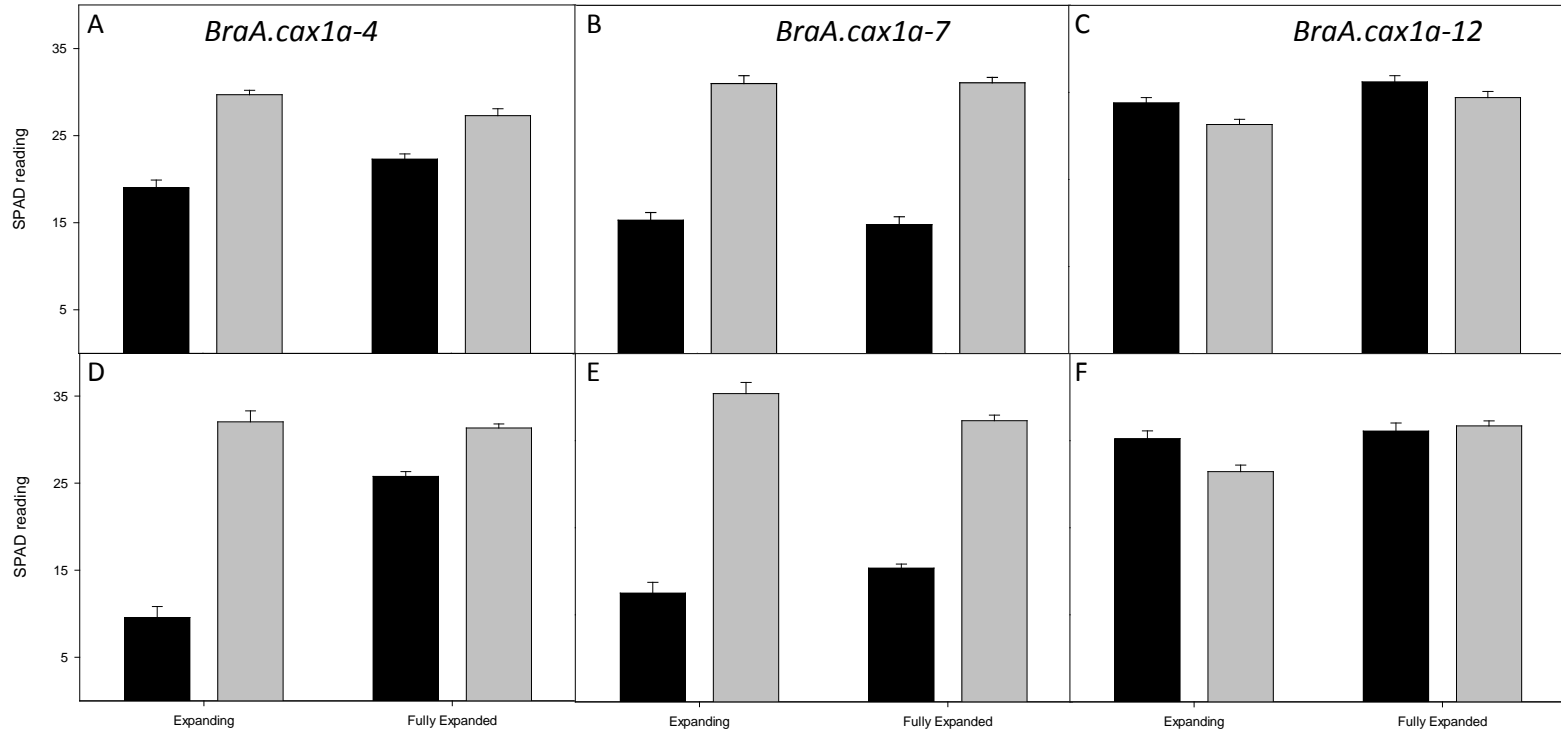 A
BraA.cax1a-4
B
BraA.cax1a-7
C
BraA.cax1a-12
35
25
15
5
SPAD reading
D
E
F
35
25
15
5
SPAD reading
Expanding
Fully Expanded
Expanding
Fully Expanded
Expanding
Fully Expanded